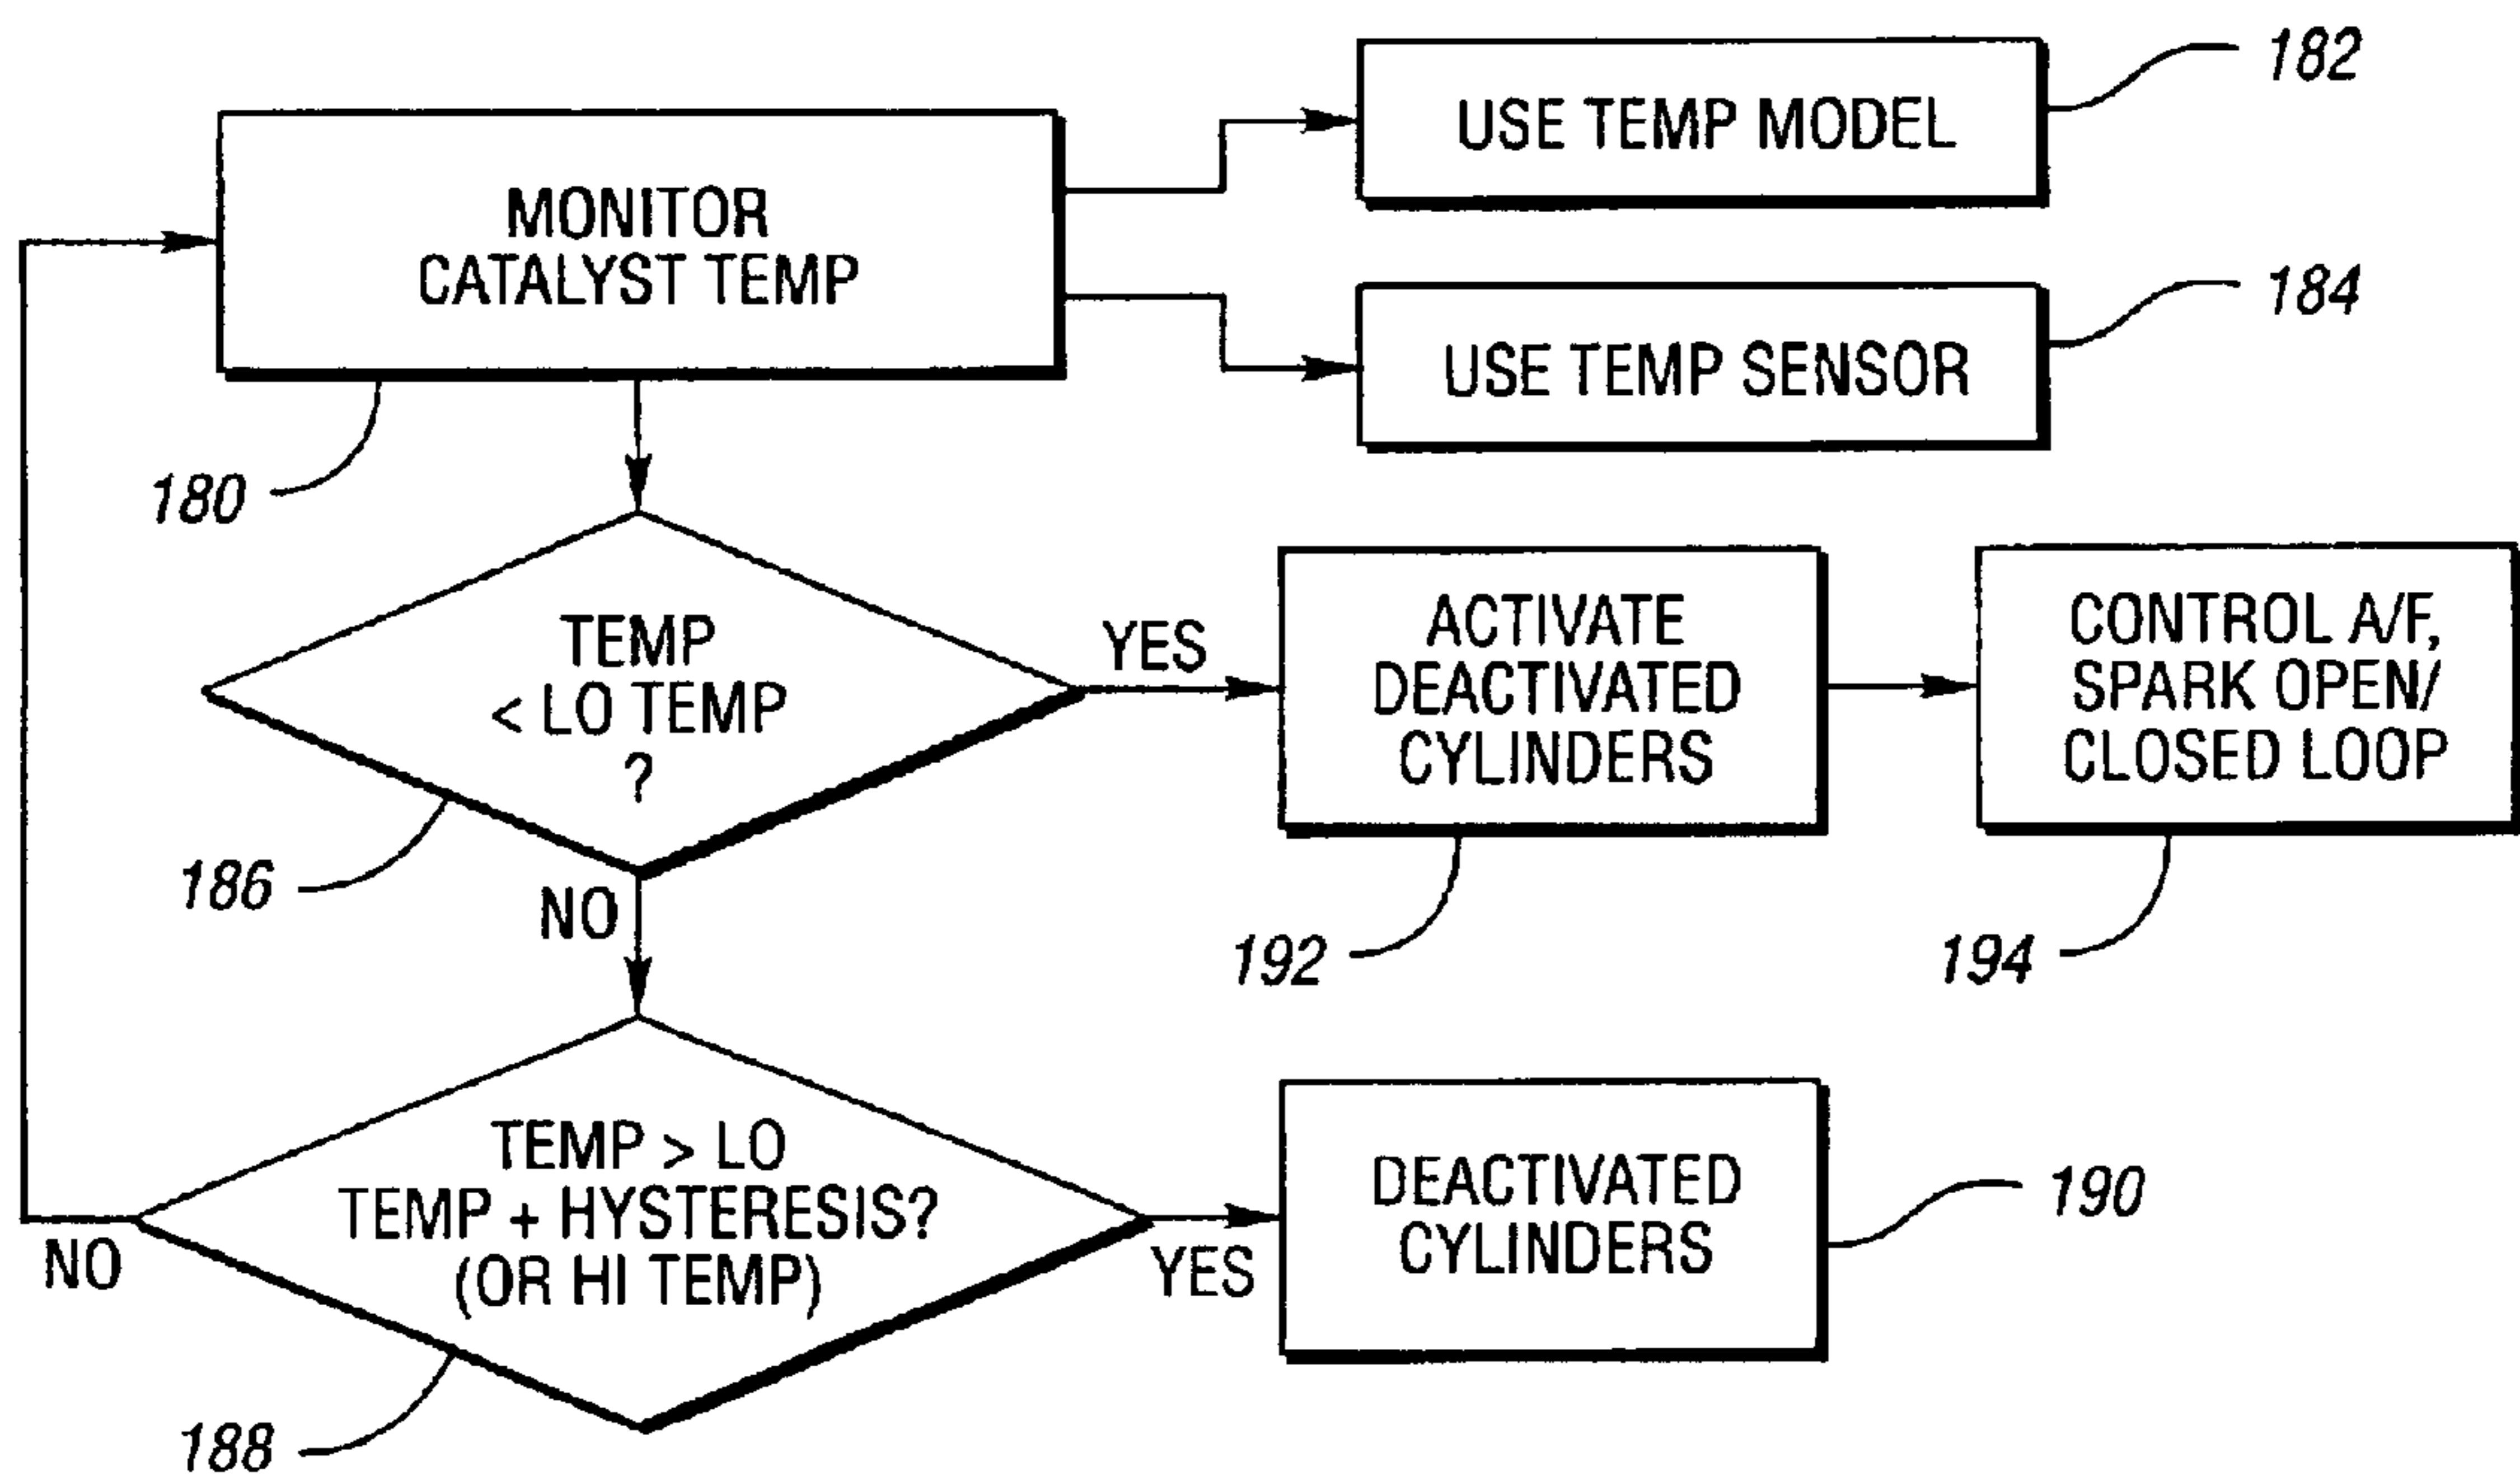 182
USE TEMP MODEL
MONITOR
CATALYST TEMP
184
USE TEMP SENSOR
180
TEMP
< LO TEMP
?
YES
ACTIVATE
DEACTIVATED
CYLINDERS
CONTROL A/F,
SPARK OPEN/
CLOSED LOOP
186
NO
192
194
TEMP > LO
TEMP + HYSTERESIS?
(OR HI TEMP)
NO
YES
DEACTIVATED
CYLINDERS
190
188